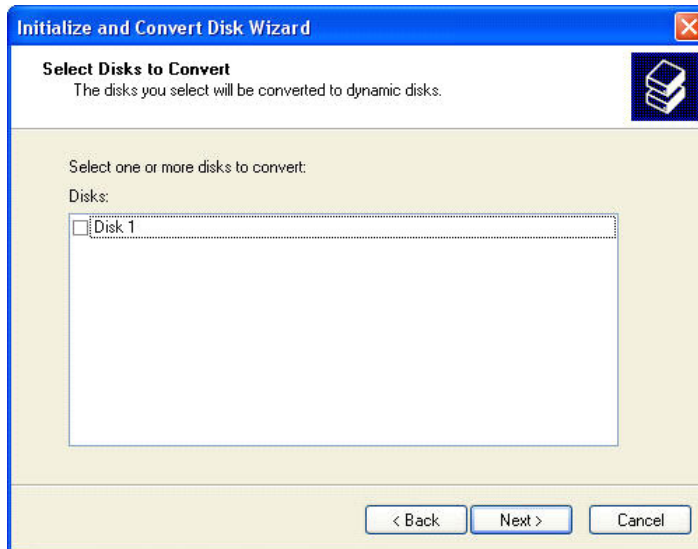 Initialize and Convert Disk Wizard
Select Disks to Convert
The disks you select will be converted to dynamic disks.
Select one or more disks to convert:
Disks:
Disk 1
< Back
Next >
Cancel